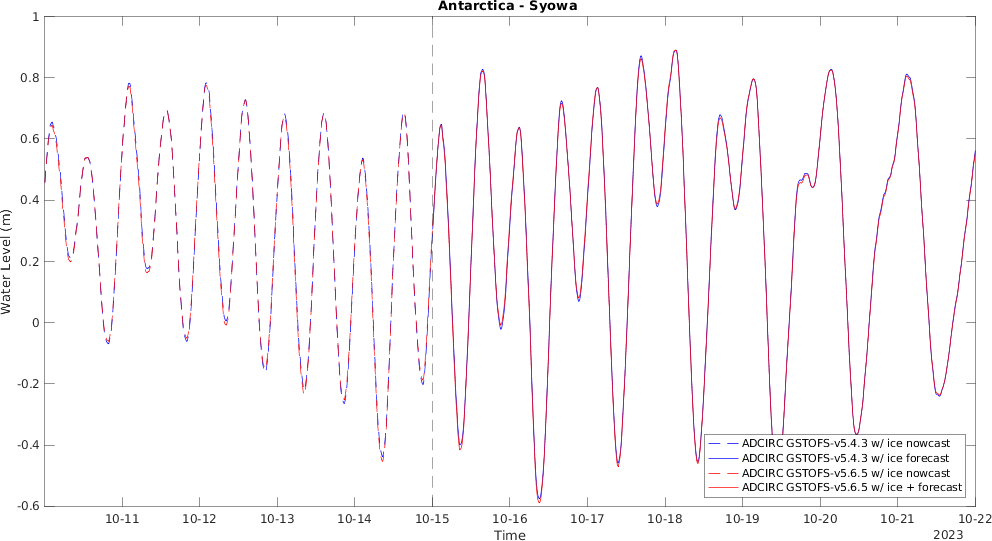 Antarctica - Syowa
Water Level (m)
1
0.8
0.6
0.4
0.2
0
-0.2
-0.4
-0.6
ADCIRC GSTOFS-v5.4.3 w/ ice nowcast
ADCIRC GSTOFS-v5.4.3 w/ ice forecast
ADCIRC GSTOFS-v5.6.5 w/ ice nowcast
ADCIRC GSTOFS-v5.6.5 w/ ice + forecast
10-11 10-12 10-13 10-14 10-15 10-16 10-17 10-18 10-19 10-20 10-21 10-22
Time
2023